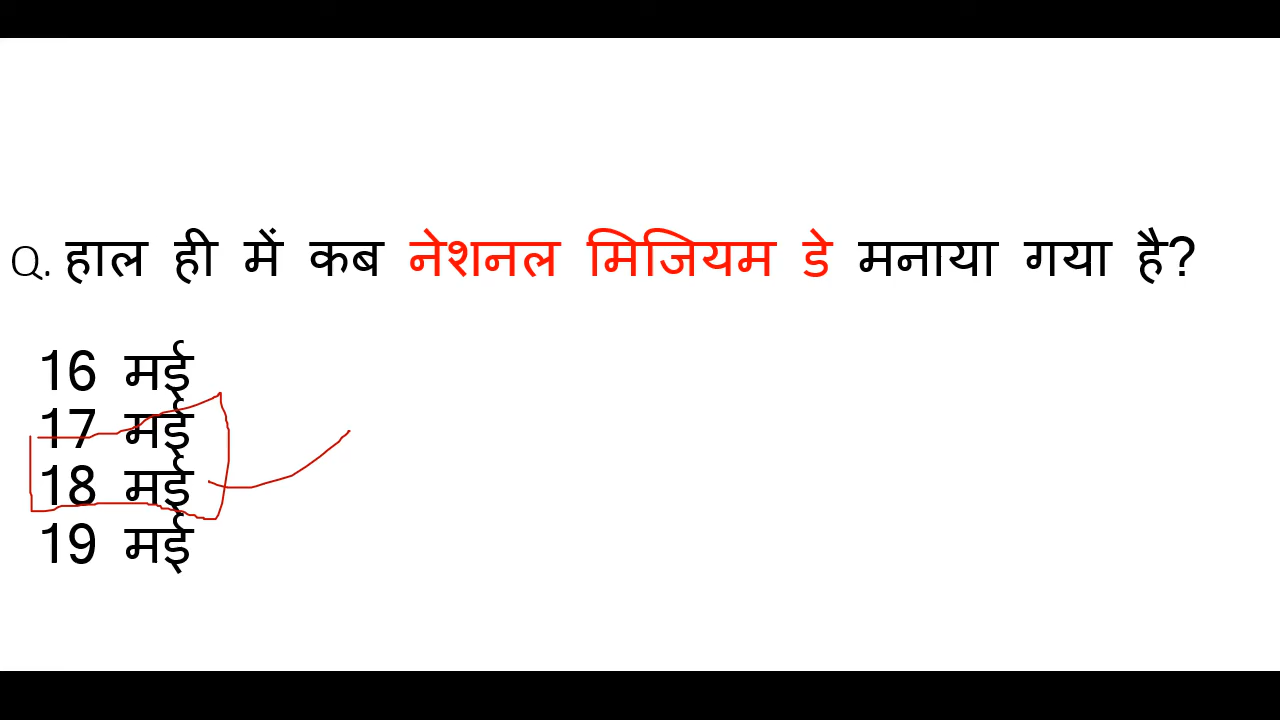 Q. हाल ही में कब नेशनल मिजियम डे मनाया गया है?
16 मई
17 मई
18 मई
19 मई